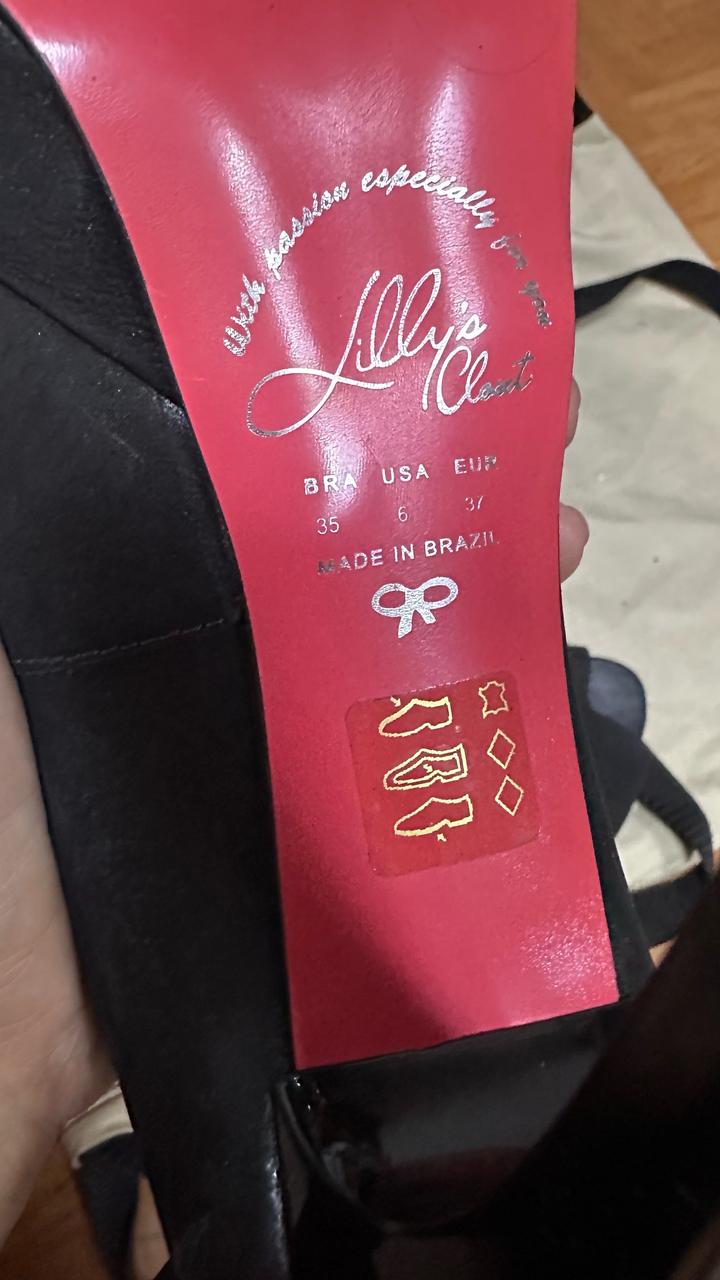 With passion especially for you
Lilly's
Closet
BRA USA EUR
35 6 37
MADE IN BRAZIL